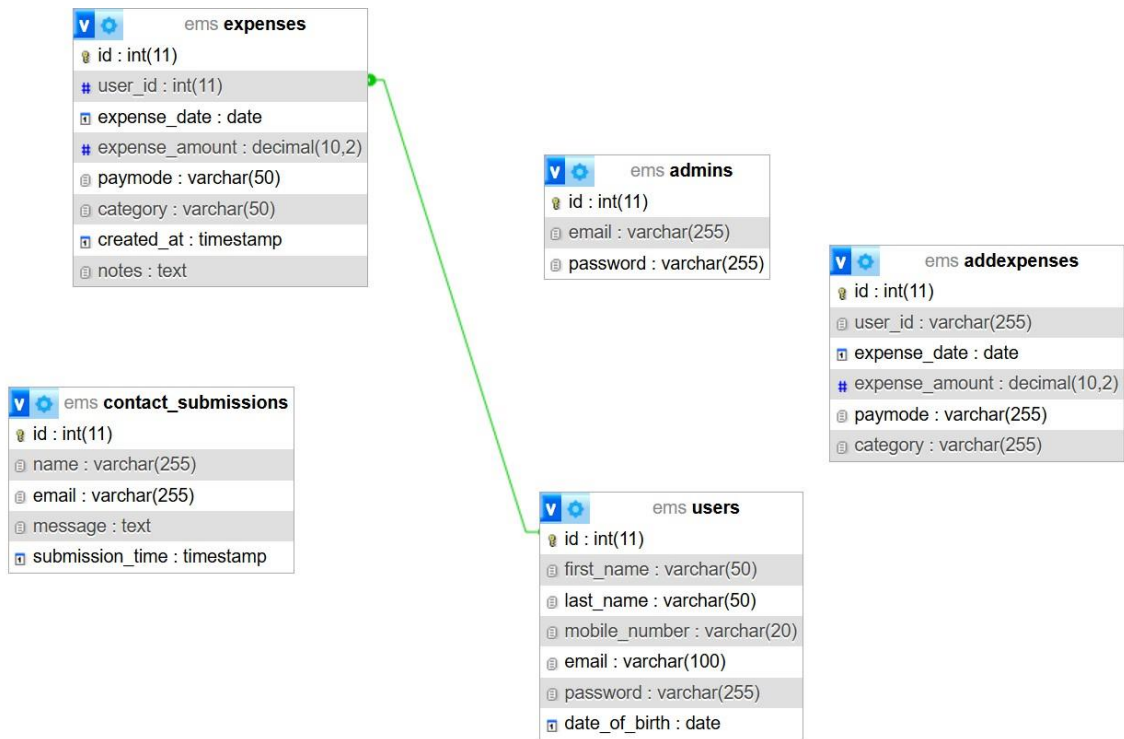 v ems expenses
id : int(11)
# user_id : int(11)
expense_date : date
# expense_amount : decimal(10,2)
paymode : varchar(50)
category : varchar(50)
created_at : timestamp
notes : text
v ems admins
id : int(11)
email : varchar(255)
password : varchar(255)
v ems addexpenses
id : int(11)
user_id : varchar(255)
expense_date : date
# expense_amount : decimal(10,2)
paymode : varchar(255)
category : varchar(255)
v ems contact_submissions
id : int(11)
name : varchar(255)
email : varchar(255)
message : text
submission_time : timestamp
v ems users
id : int(11)
first_name : varchar(50)
last_name : varchar(50)
mobile_number : varchar(20)
email : varchar(100)
password : varchar(255)
date_of_birth : date